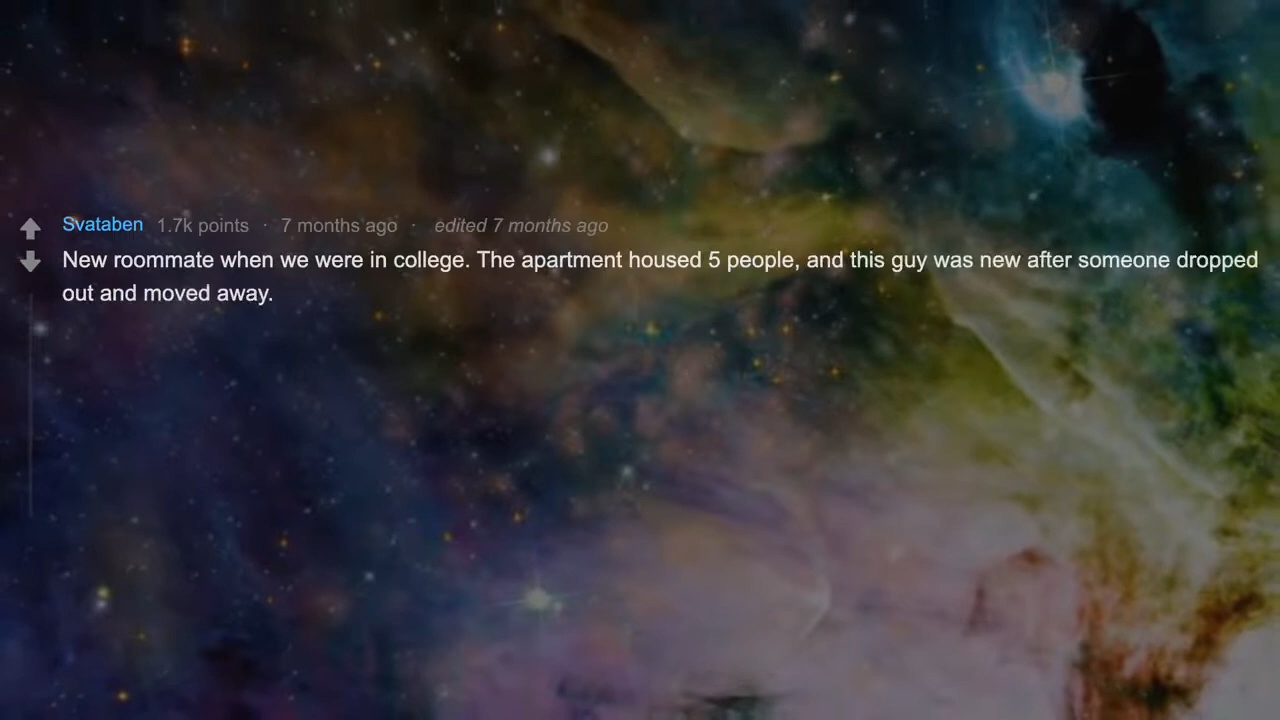 Svataben 1.7k points · 7 months ago · edited 7 months ago
New roommate when we were in college. The apartment housed 5 people, and this guy was new after someone dropped
out and moved away.